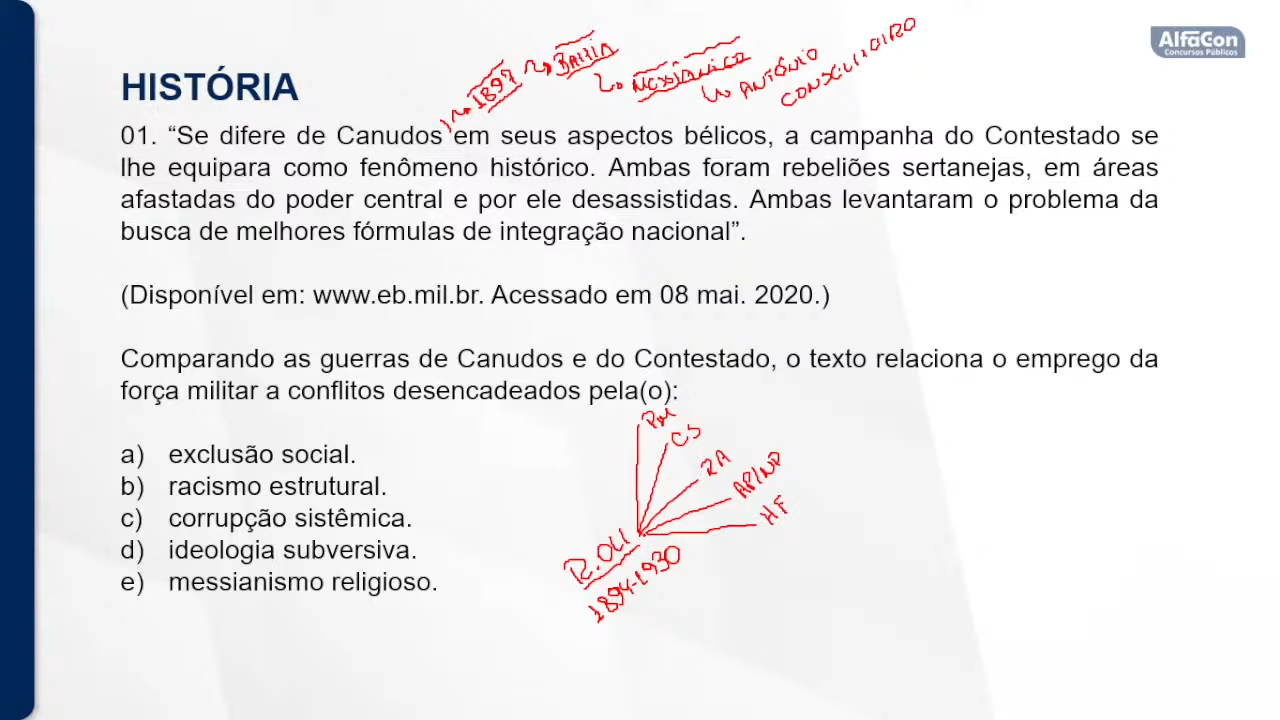 AlfaCon
Concursos Públicos
HISTÓRIA
1897 BAHIA MESSIÂNICO ANTÔNIO
CONSELHEIRO
01. “Se difere de Canudos em seus aspectos bélicos, a campanha do Contestado se
lhe equipara como fenômeno histórico. Ambas foram rebeliões sertanejas, em áreas
afastadas do poder central e por ele desassistidas. Ambas levantaram o problema da
busca de melhores fórmulas de integração nacional”.
(Disponível em: www.eb.mil.br. Acessado em 08 mai. 2020.)
Comparando as guerras de Canudos e do Contestado, o texto relaciona o emprego da
força militar a conflitos desencadeados pela(o):
a) exclusão social.
b) racismo estrutural.
c) corrupção sistêmica.
d) ideologia subversiva.
e) messianismo religioso.
PM
CS
RA
AP/NP
HF
R.OLI
1894-1930